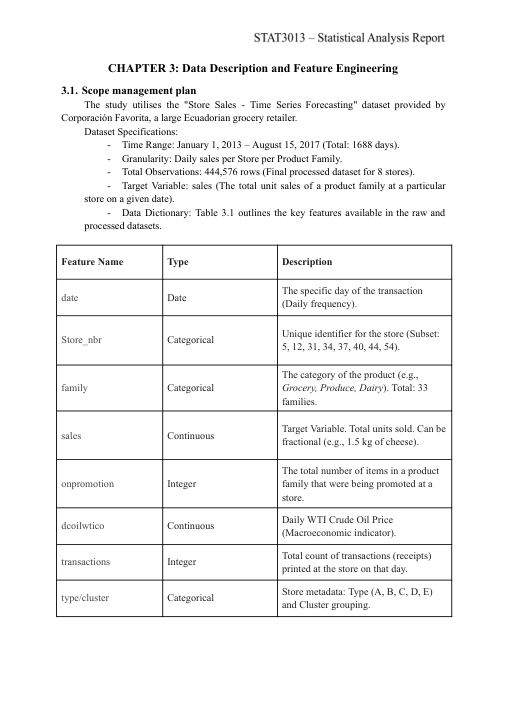 STAT3013 – Statistical Analysis Report
CHAPTER 3: Data Description and Feature Engineering
3.1. Scope management plan
The study utilises the "Store Sales - Time Series Forecasting" dataset provided by
Corporación Favorita, a large Ecuadorian grocery retailer.
Dataset Specifications:
- Time Range: January 1, 2013 – August 15, 2017 (Total: 1688 days).
- Granularity: Daily sales per Store per Product Family.
- Total Observations: 444,576 rows (Final processed dataset for 8 stores).
- Target Variable: sales (The total unit sales of a product family at a particular
store on a given date).
- Data Dictionary: Table 3.1 outlines the key features available in the raw and
processed datasets.
Feature Name Type Description
date Date The specific day of the transaction
(Daily frequency).
Store_nbr Categorical Unique identifier for the store (Subset:
5, 12, 31, 34, 37, 40, 44, 54).
family Categorical The category of the product (e.g.,
Grocery, Produce, Dairy). Total: 33
families.
sales Continuous Target Variable. Total units sold. Can be
fractional (e.g., 1.5 kg of cheese).
onpromotion Integer The total number of items in a product
family that were being promoted at a
store.
dcoilwtico Continuous Daily WTI Crude Oil Price
(Macroeconomic indicator).
transactions Integer Total count of transactions (receipts)
printed at the store on that day.
type/cluster Categorical Store metadata: Type (A, B, C, D, E)
and Cluster grouping.